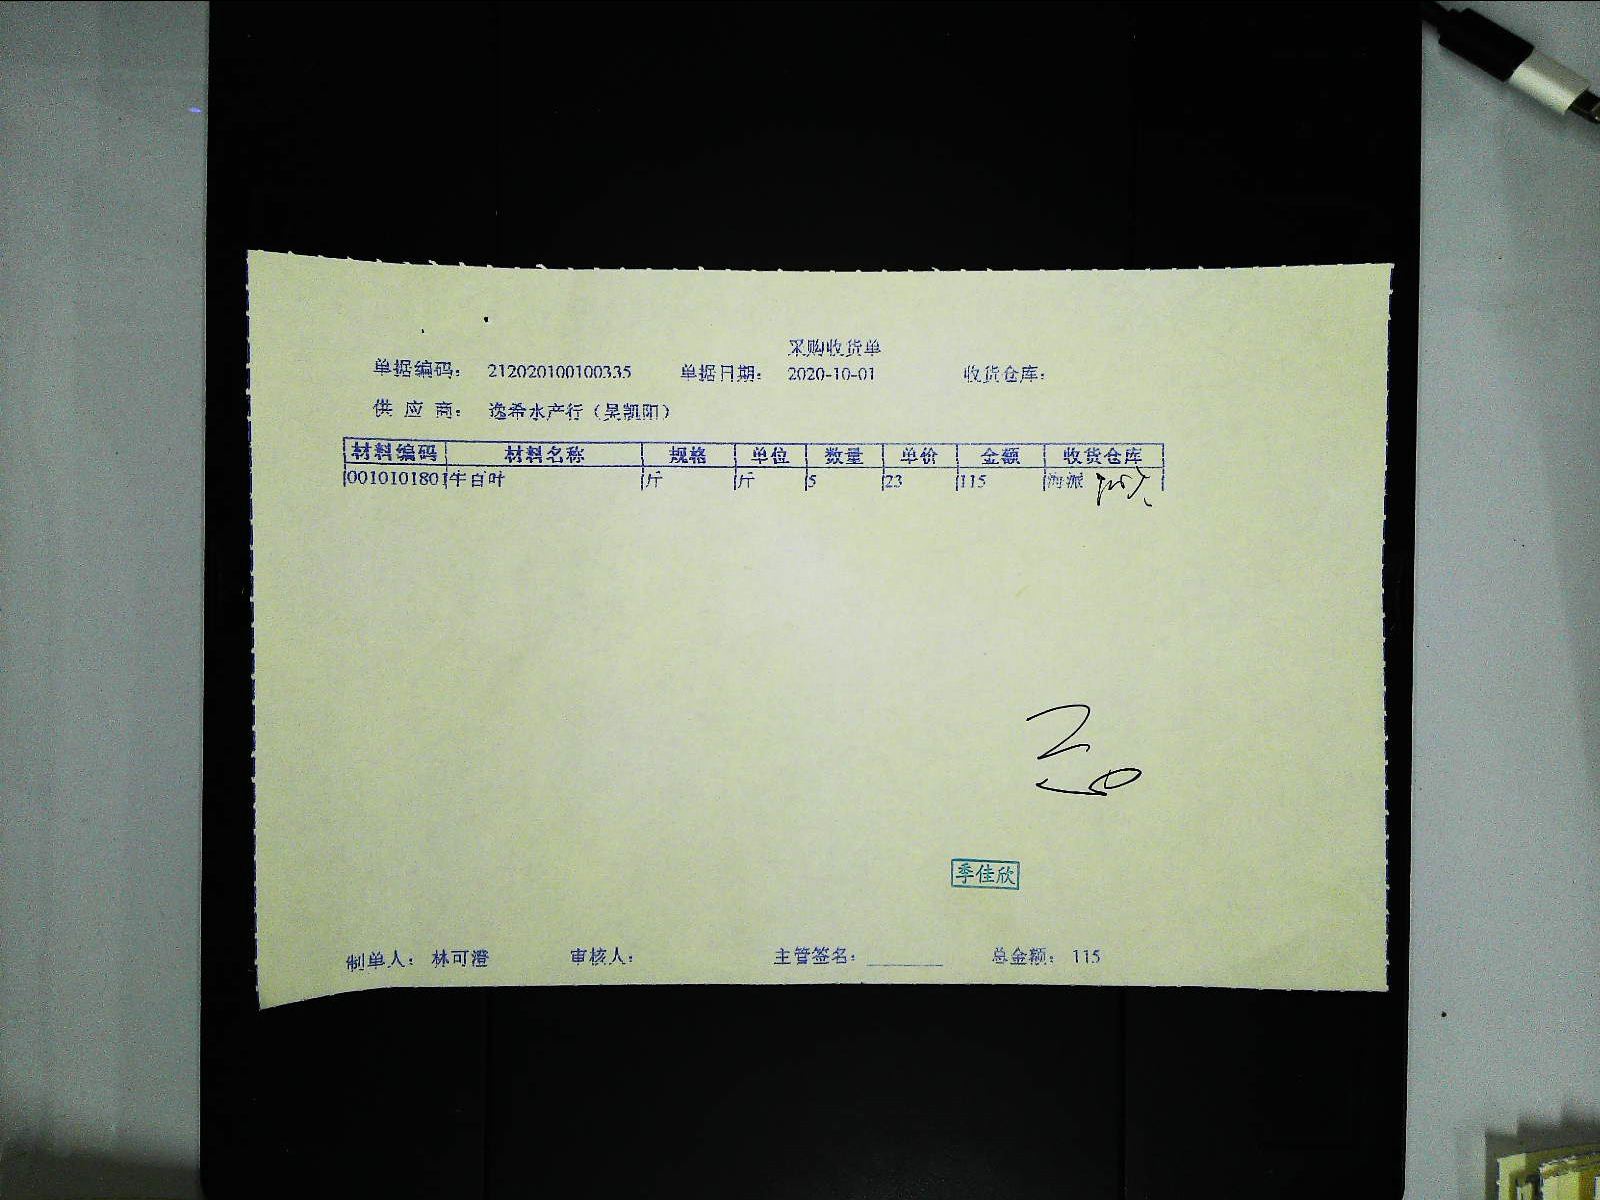 采购收货单
单据编码： 212020100100335 单据日期： 2020-10-01 收货仓库：
供 应 商： 逸希水产行（吴凯阳）
材料编码 材料名称 规格 单位 数量 单价 金额 收货仓库
0010101801 牛百叶 斤 斤 5 23 115 海派
季佳欣
制单人： 林可澄 审核人： 主管签名：________ 总金额： 115